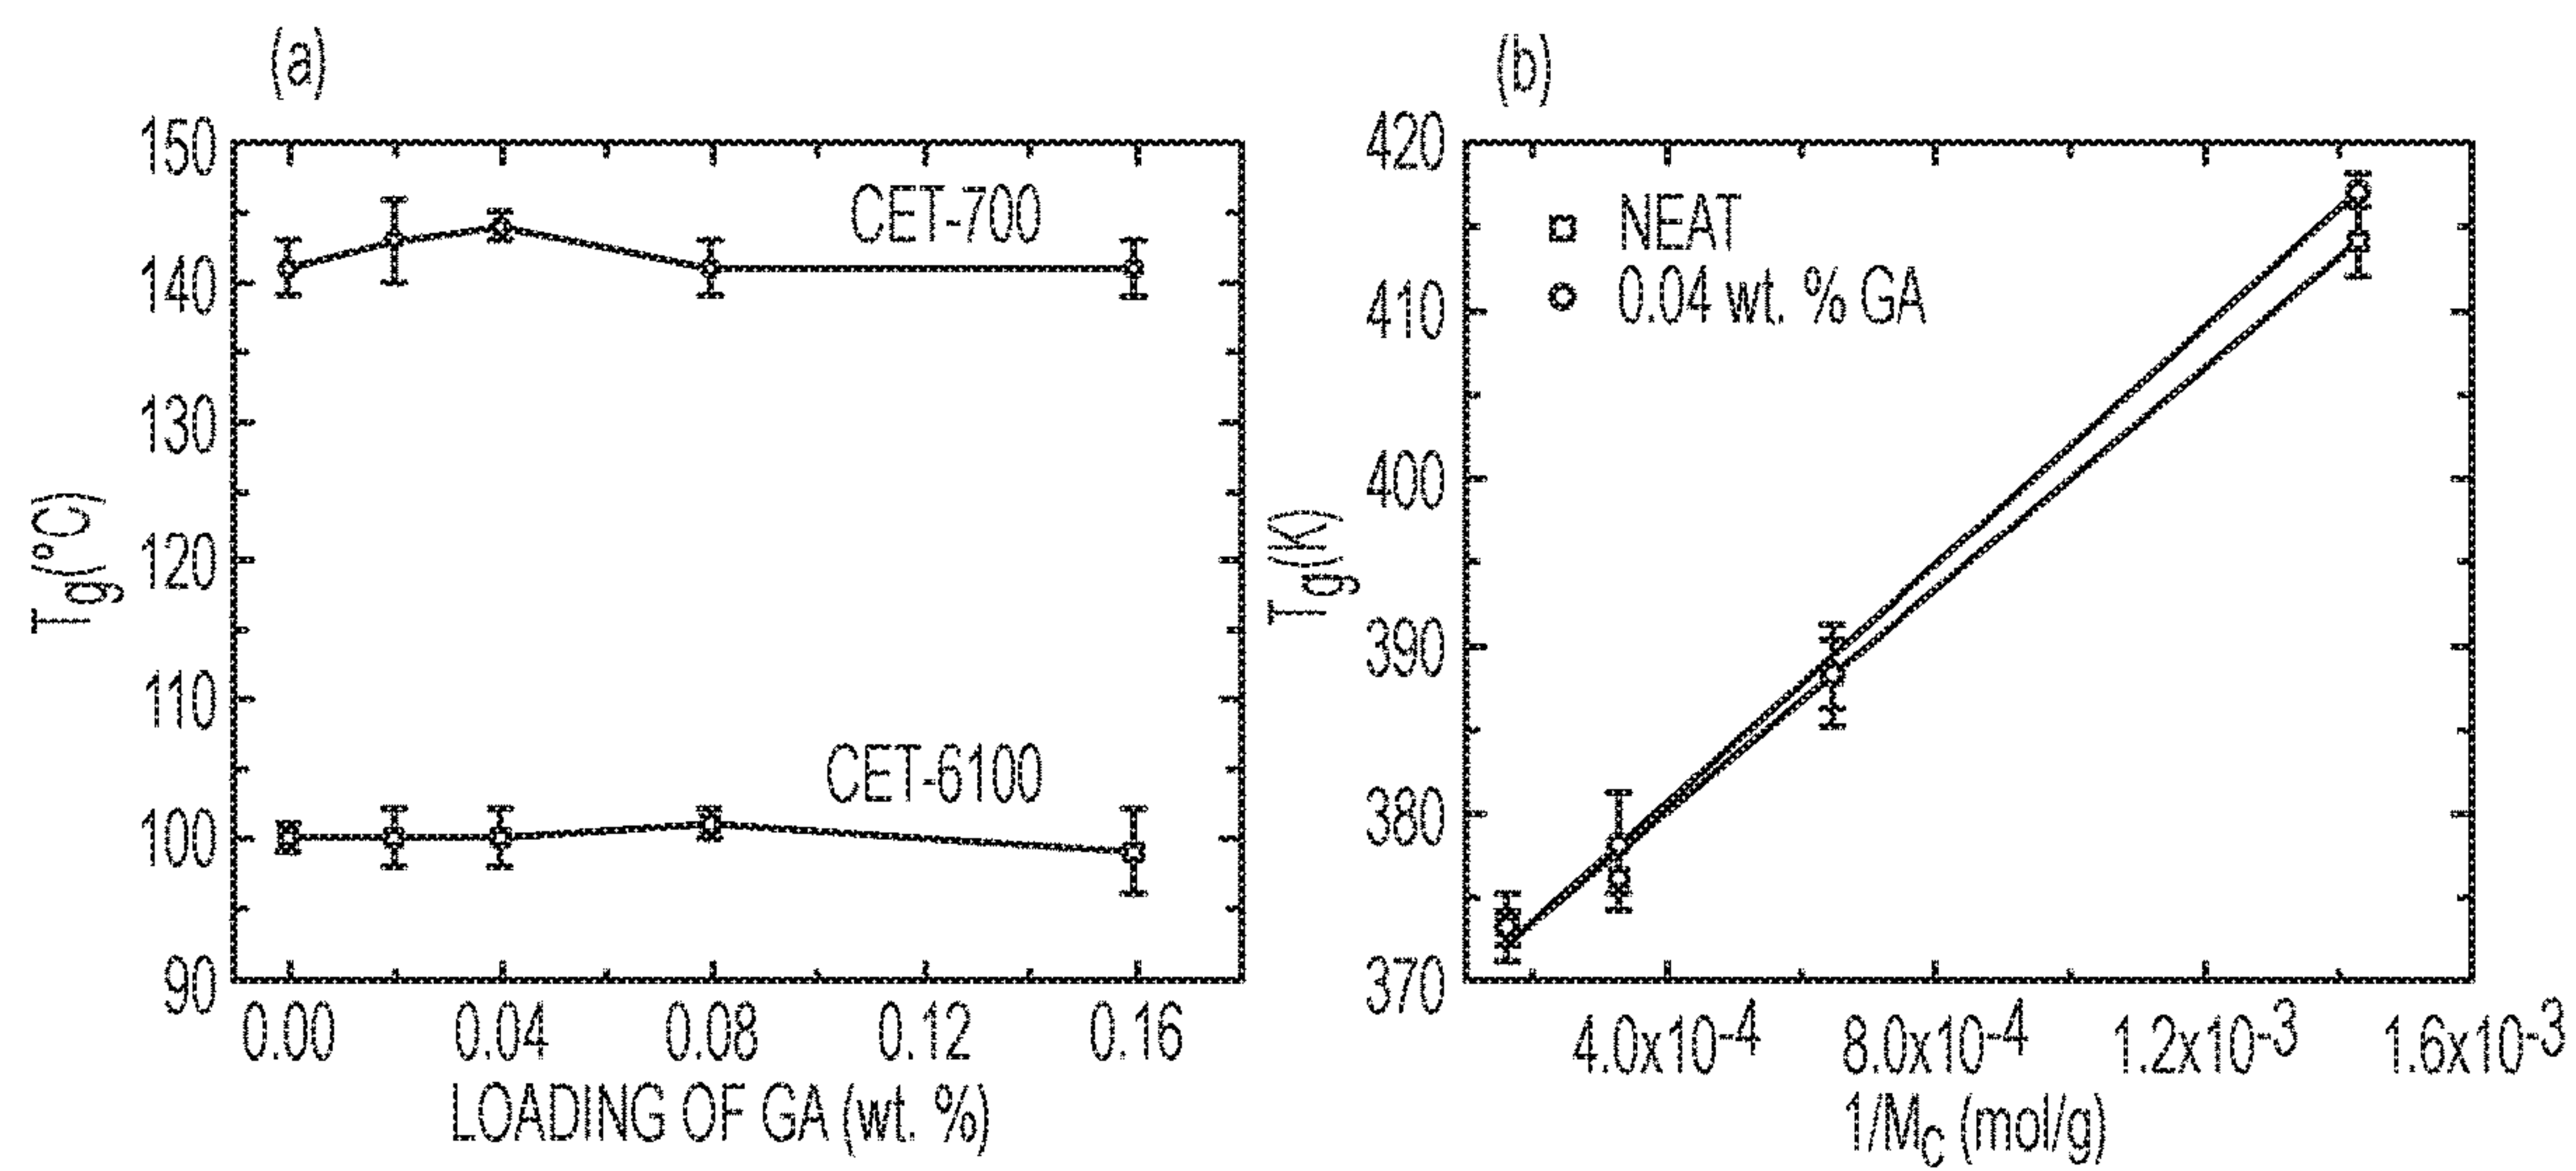 (a)
150
140
130
120
110
100
90
Tg(°C)
CET-700
CET-6100
0.00 0.04 0.08 0.12 0.16
LOADING OF GA (wt. %)
(b)
420
410
400
390
380
370
Tg(K)
NEAT
0.04 wt. % GA
4.0x10-4 8.0x10-4 1.2x10-3 1.6x10-3
1/MC (mol/g)